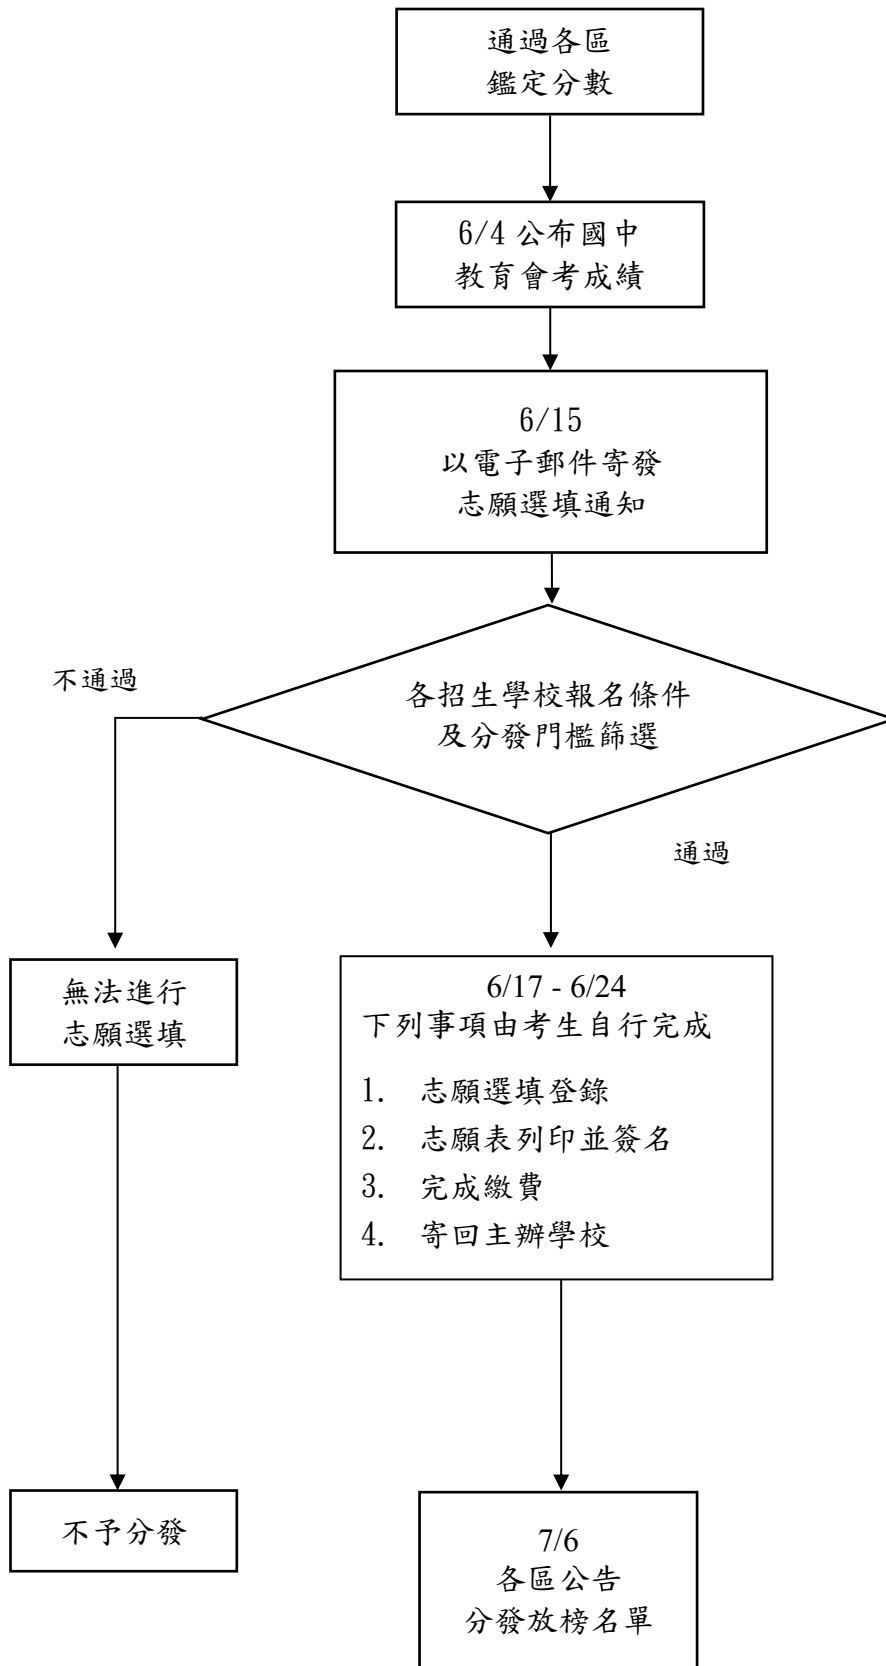 通過各區
鑑定分數
6/4 公布國中
教育會考成績
6/15
以電子郵件寄發
志願選填通知
不通過
各招生學校報名條件
及分發門檻篩選
通過
無法進行
志願選填
6/17 - 6/24
下列事項由考生自行完成
1. 志願選填登錄
2. 志願表列印並簽名
3. 完成繳費
4. 寄回主辦學校
不予分發
7/6
各區公告
分發放榜名單